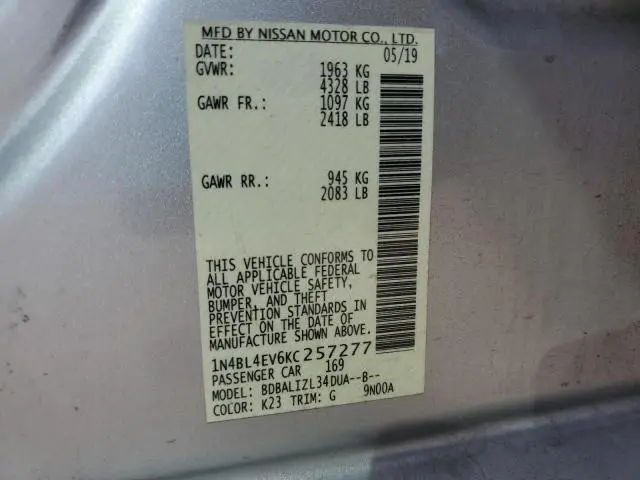 MFD BY NISSAN MOTOR CO., LTD.
DATE: 05/19
GVWR: 1963 KG
4328 LB
GAWR FR.: 1097 KG
2418 LB
GAWR RR.: 945 KG
2083 LB
THIS VEHICLE CONFORMS TO
ALL APPLICABLE FEDERAL
MOTOR VEHICLE SAFETY,
BUMPER, AND THEFT
PREVENTION STANDARDS IN
EFFECT ON THE DATE OF
MANUFACTURE SHOWN ABOVE.
1N4BL4EV6KC257277
PASSENGER CAR 169
MODEL: BDBALIZL34DUA--B--
COLOR: K23 TRIM: G 9N00A